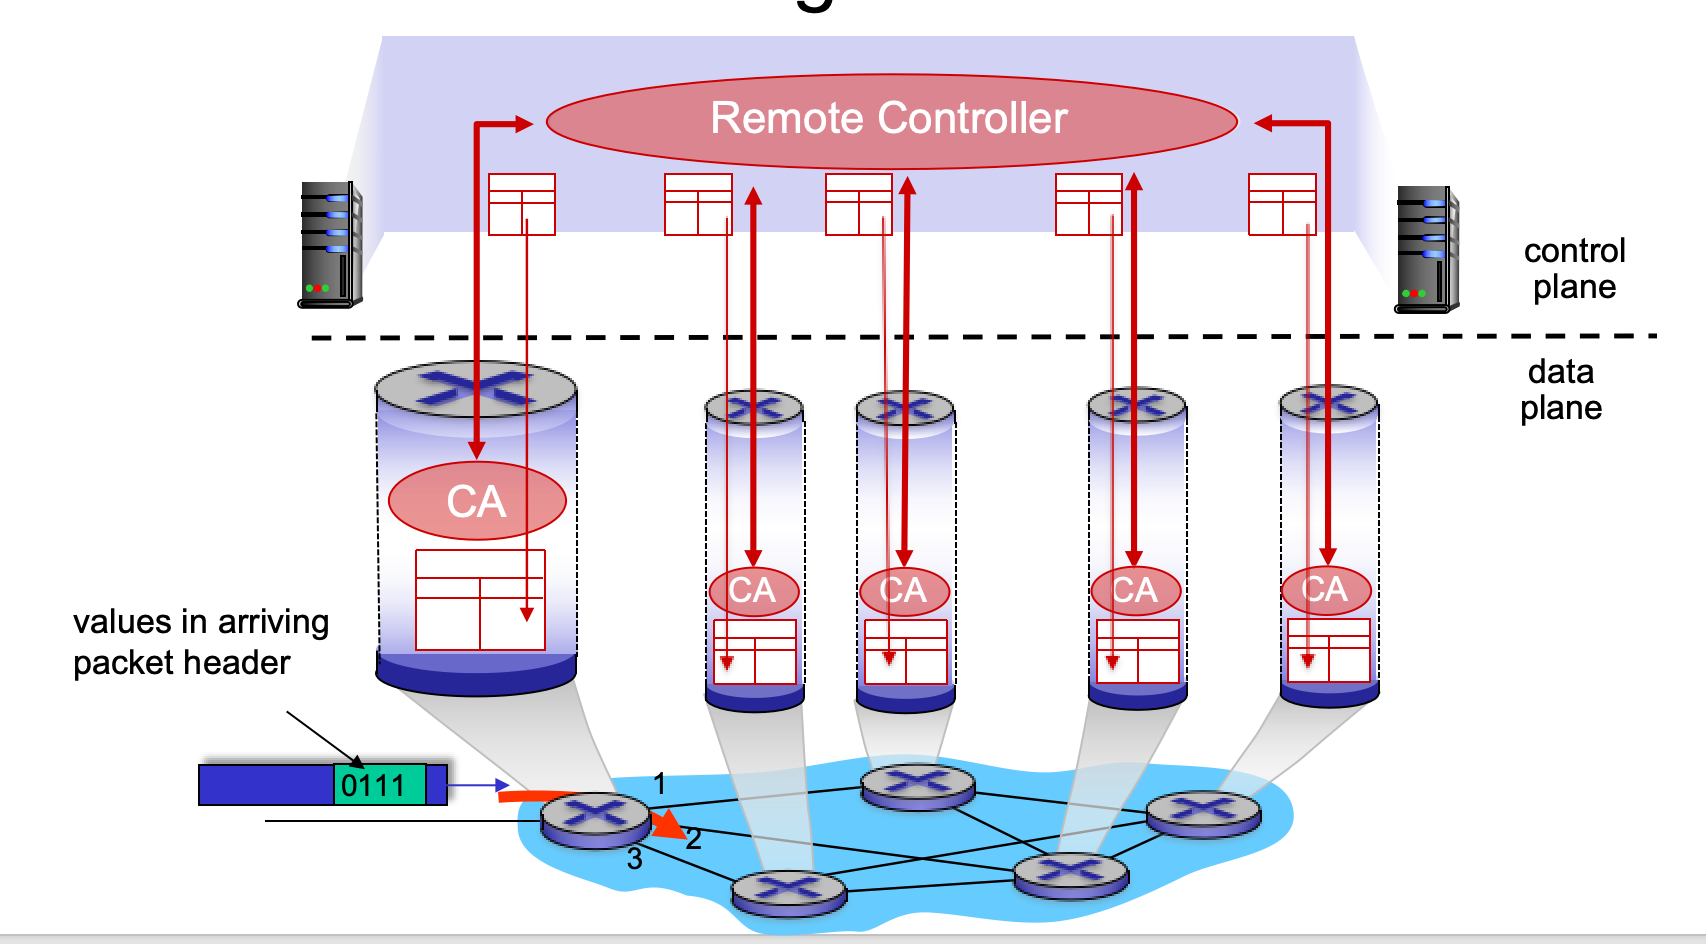 Remote Controller
control
plane
data
plane
CA
CA
CA
CA
CA
values in arriving
packet header
0111
1
2
3